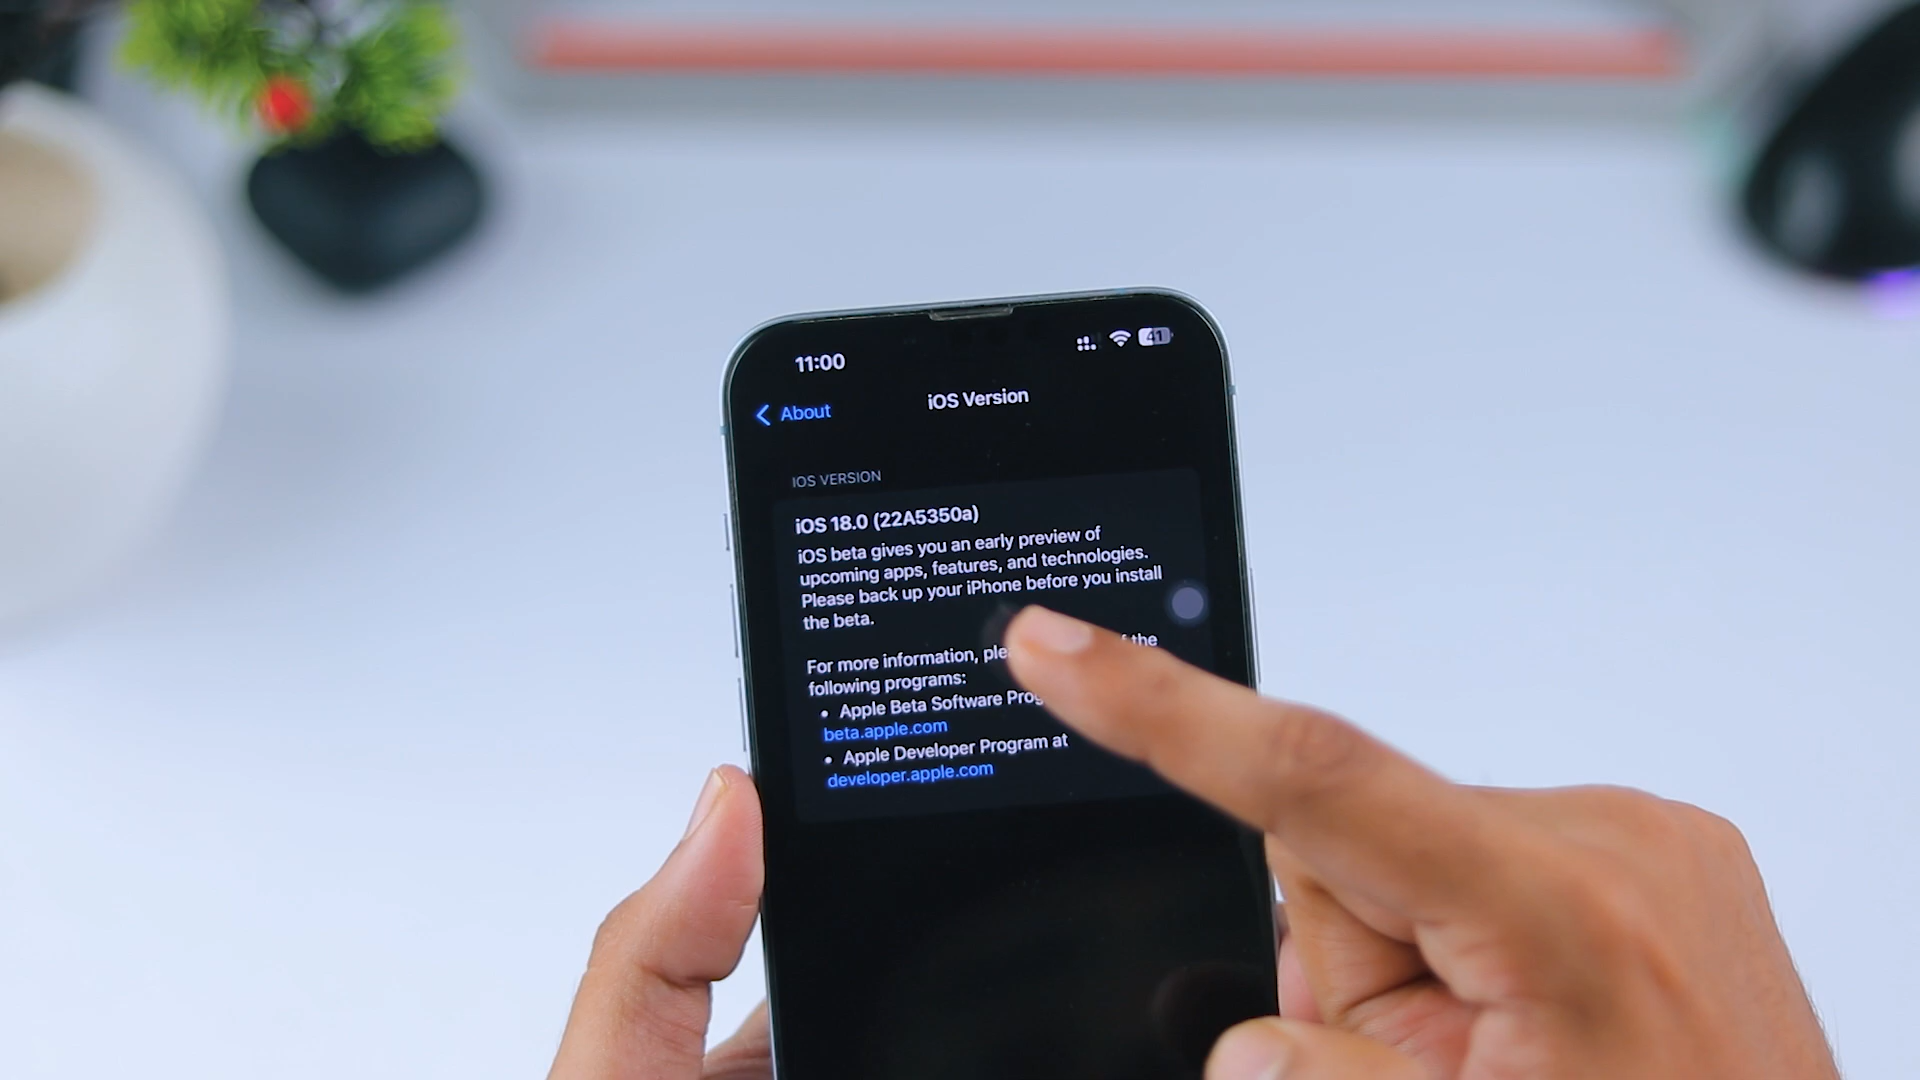 11:00
41
About
iOS Version
IOS VERSION
iOS 18.0 (22A5350a)
iOS beta gives you an early preview of
upcoming apps, features, and technologies.
Please back up your iPhone before you install
the beta.
For more information, the
following programs:
• Apple Beta Software
beta.apple.com
• Apple Developer Program at
developer.apple.com